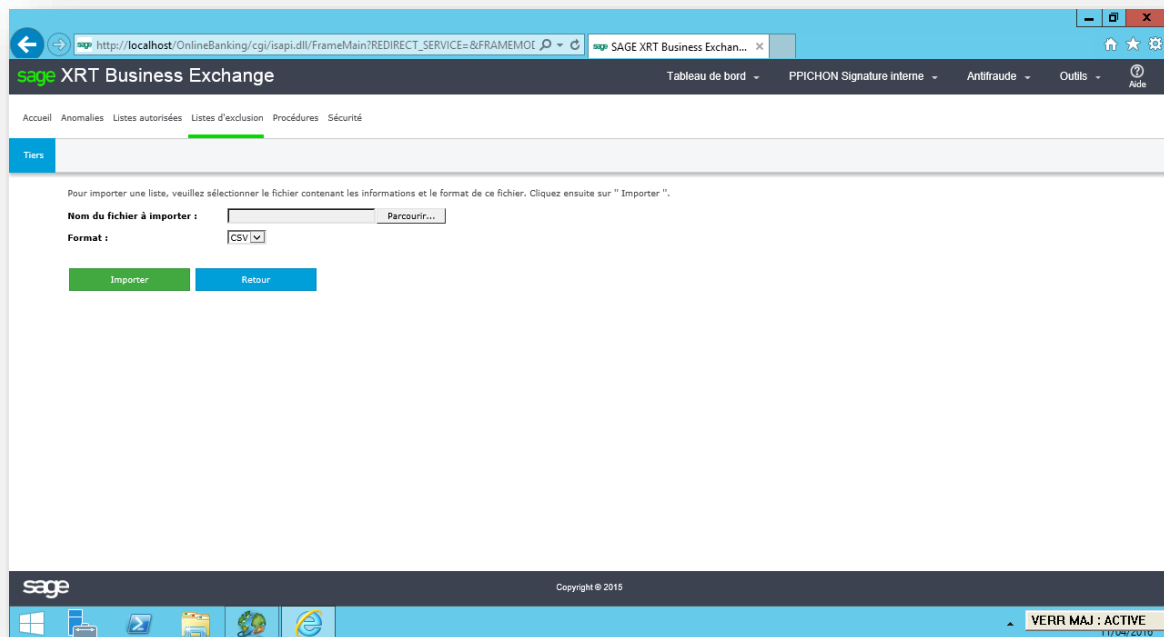 http://localhost/OnlineBanking/cgi/isapi.dll/FrameMain?REDIRECT_SERVICE=&FRAMEMOI
SAGE XRT Business Exchan...
sage XRT Business Exchange
Tableau de bord
PPICHON Signature interne
Antifraude
Outils
Aide
Accueil Anomalies Listes autorisées Listes d'exclusion Procédures Sécurité
Tiers
Pour importer une liste, veuillez sélectionner le fichier contenant les informations et le format de ce fichier. Cliquez ensuite sur " Importer ".
Nom du fichier à importer :
Parcourir...
Format :
CSV
Importer
Retour
sage
Copyright © 2015
VERR MAJ : ACTIVE
11/04/2016